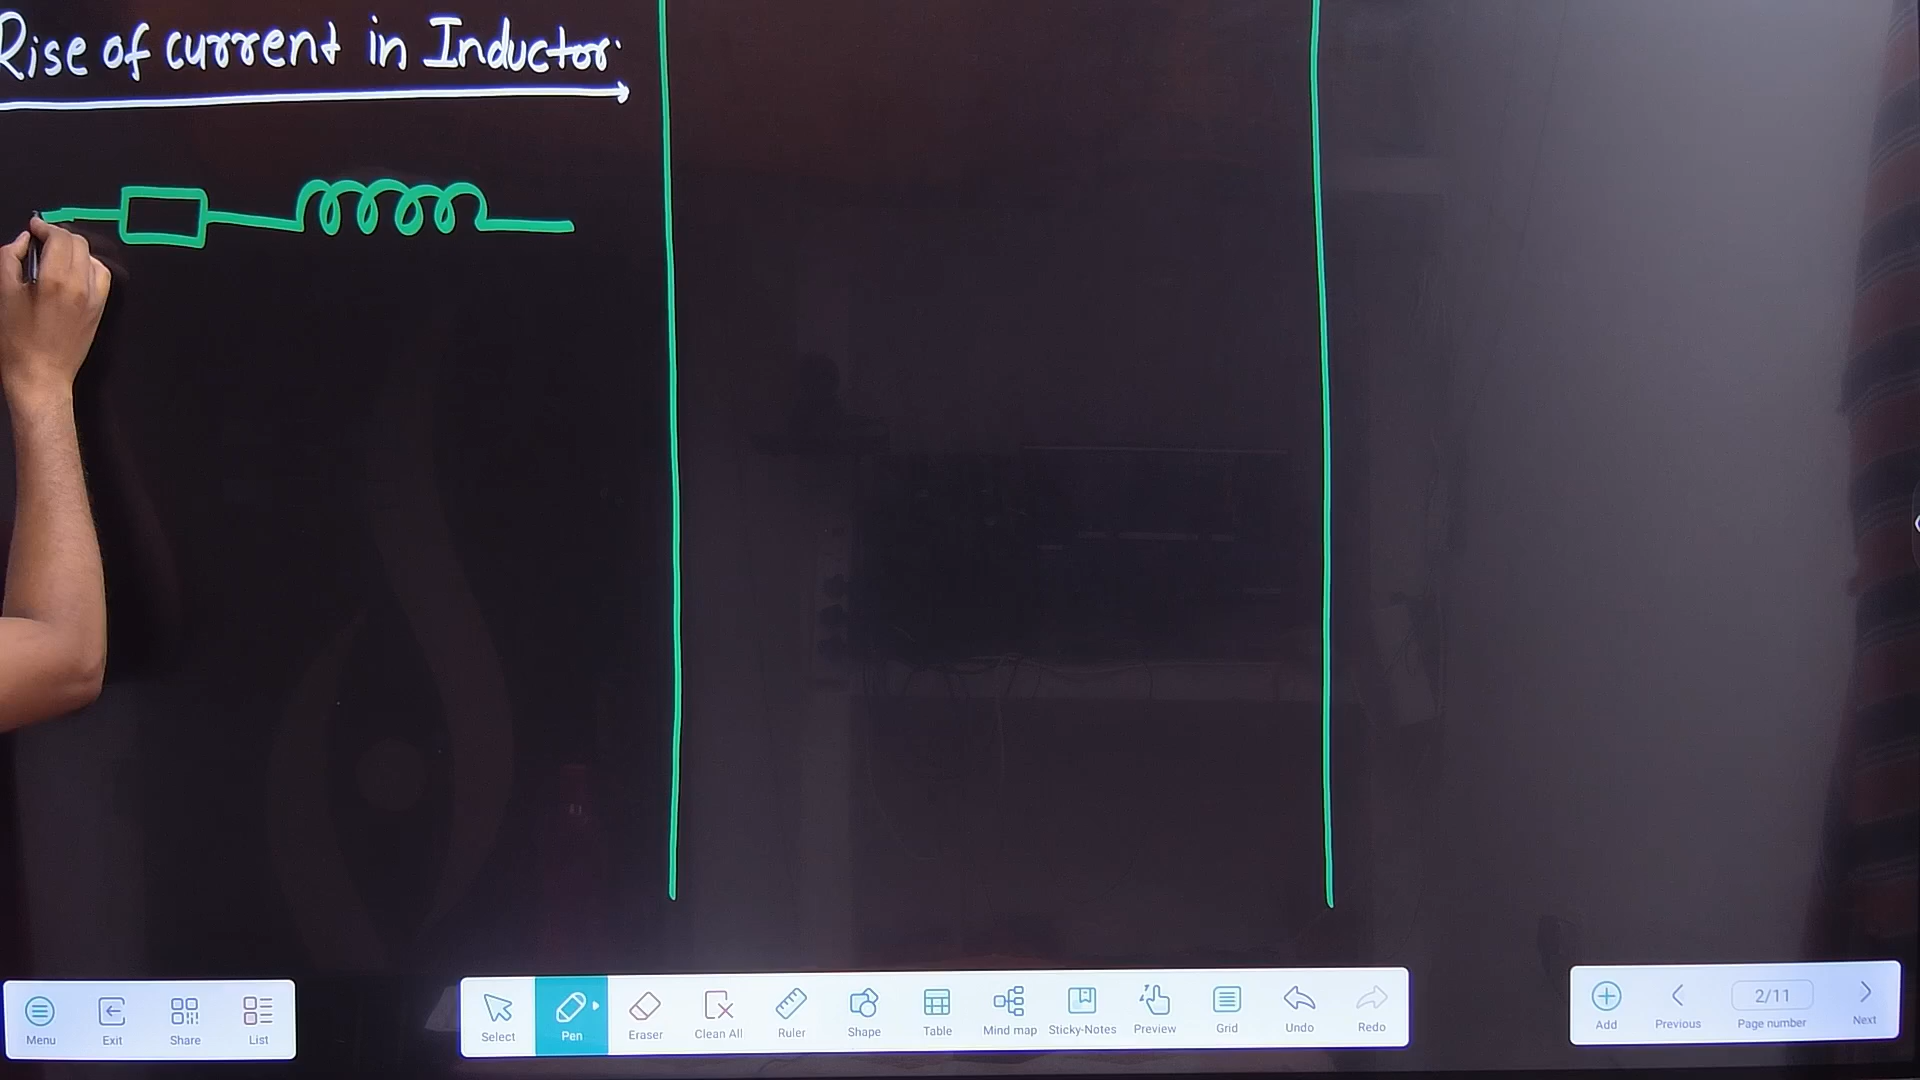 Rise of current in Inductor
Menu
Exit
Share
List
Select
Pen
Eraser
Clean All
Ruler
Shape
Table
Mind map
Sticky-Notes
Preview
Grid
Undo
Redo
Add
Previous
2/11
Page number
Next